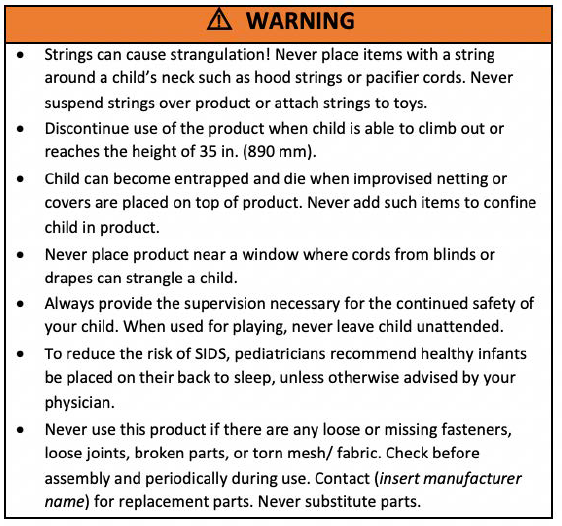 ⚠ WARNING
• Strings can cause strangulation! Never place items with a string
around a child's neck such as hood strings or pacifier cords. Never
suspend strings over product or attach strings to toys.
• Discontinue use of the product when child is able to climb out or
reaches the height of 35 in. (890 mm).
• Child can become entrapped and die when improvised netting or
covers are placed on top of product. Never add such items to confine
child in product.
• Never place product near a window where cords from blinds or
drapes can strangle a child.
• Always provide the supervision necessary for the continued safety of
your child. When used for playing, never leave child unattended.
• To reduce the risk of SIDS, pediatricians recommend healthy infants
be placed on their back to sleep, unless otherwise advised by your
physician.
• Never use this product if there are any loose or missing fasteners,
loose joints, broken parts, or torn mesh/ fabric. Check before
assembly and periodically during use. Contact (insert manufacturer
name) for replacement parts. Never substitute parts.